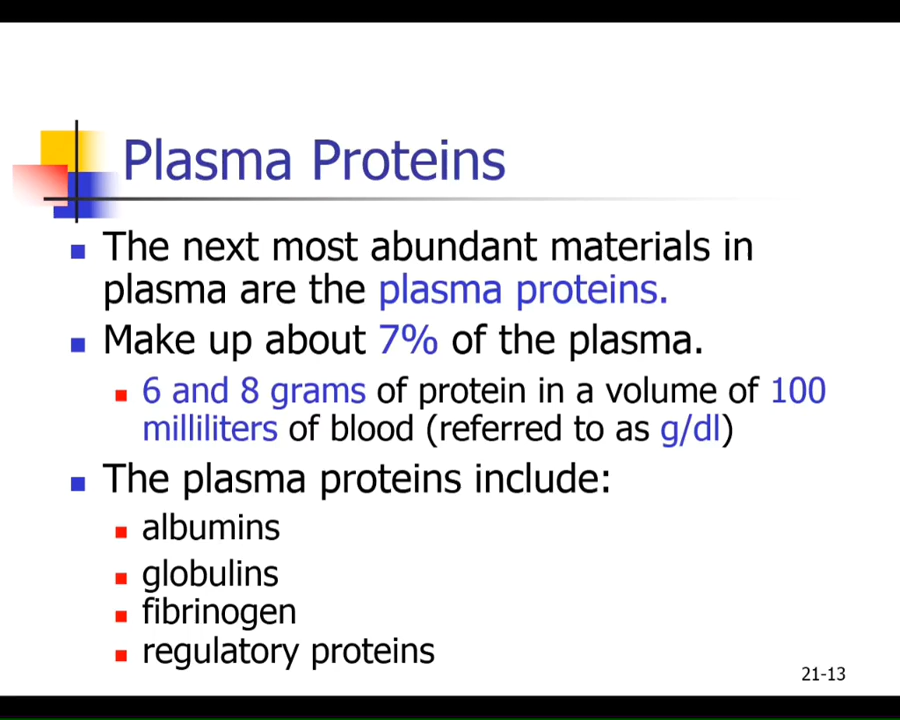 Plasma Proteins
The next most abundant materials in
plasma are the plasma proteins.
Make up about 7% of the plasma.
6 and 8 grams of protein in a volume of 100
milliliters of blood (referred to as g/dl)
The plasma proteins include:
albumins
globulins
fibrinogen
regulatory proteins
21-13